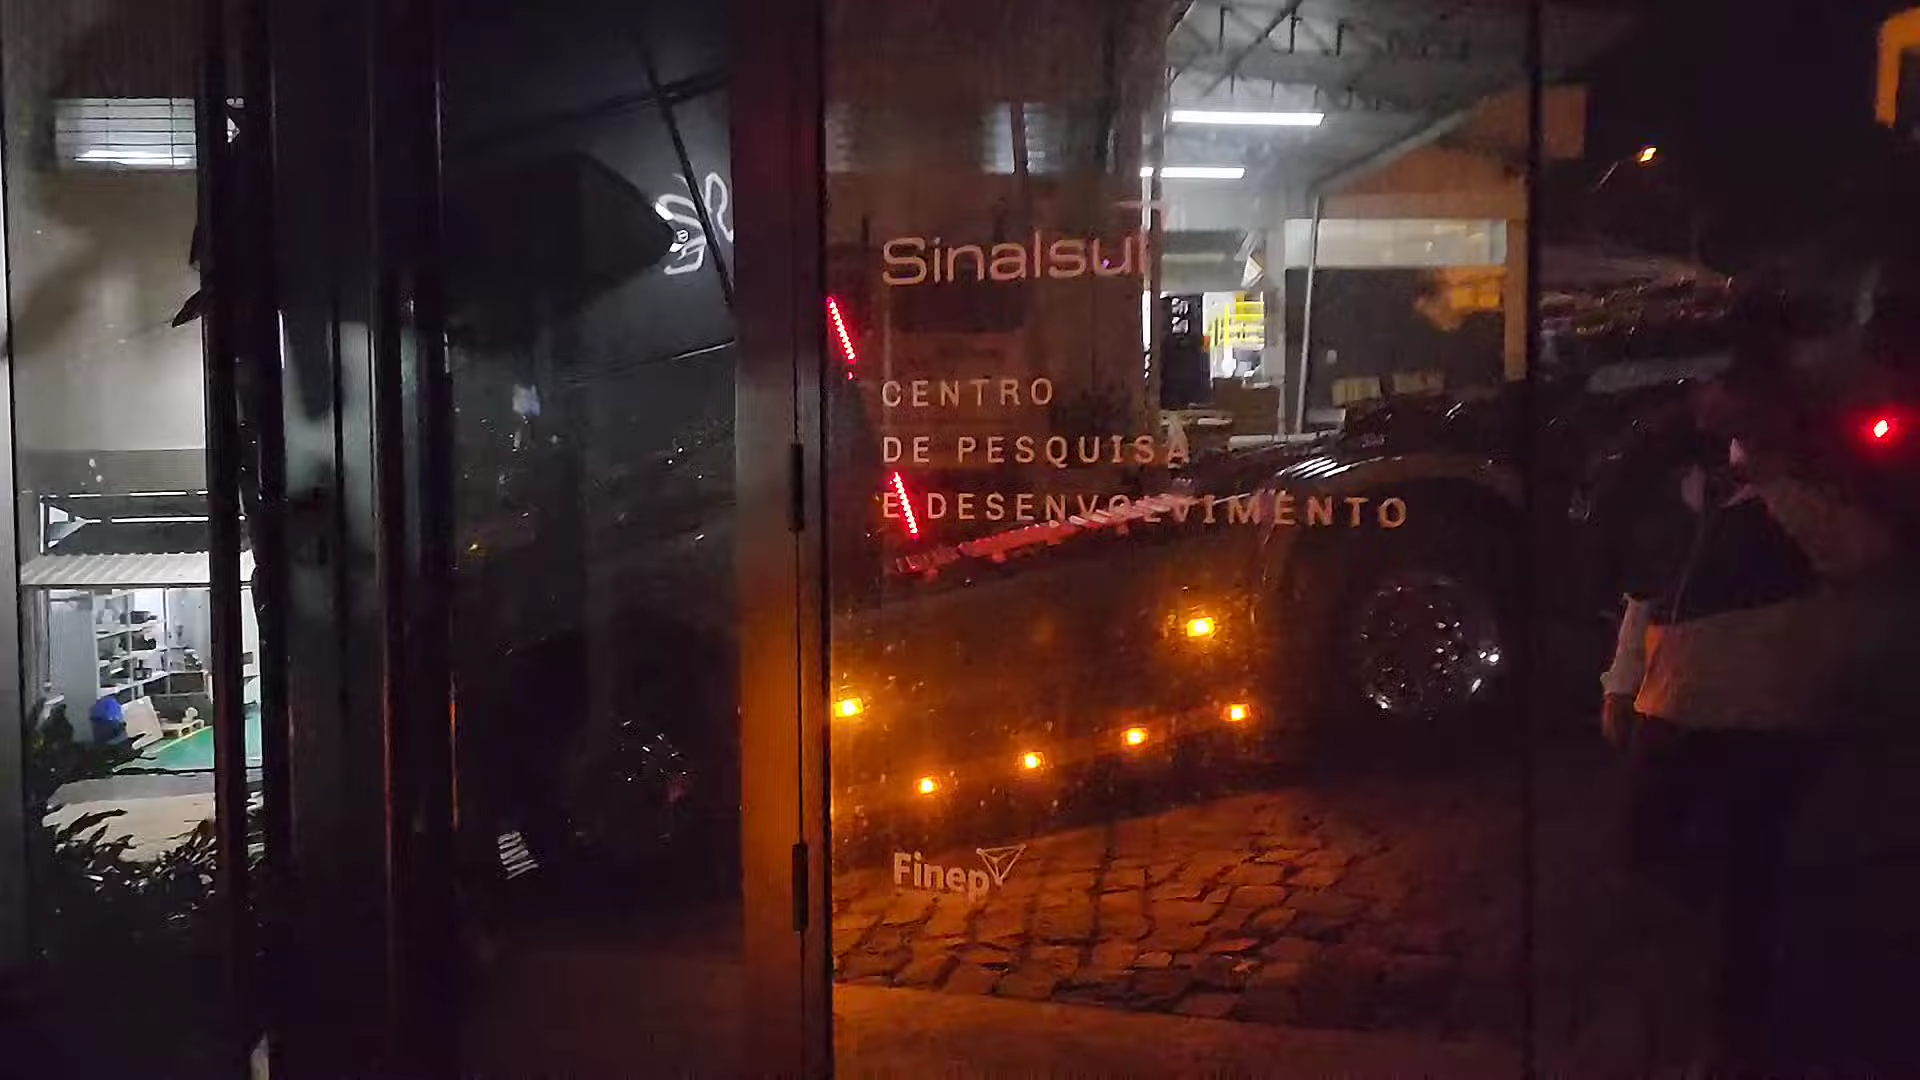 Sinalsul
CENTRO
DE PESQUISA
E DESENVOLVIMENTO
Finep